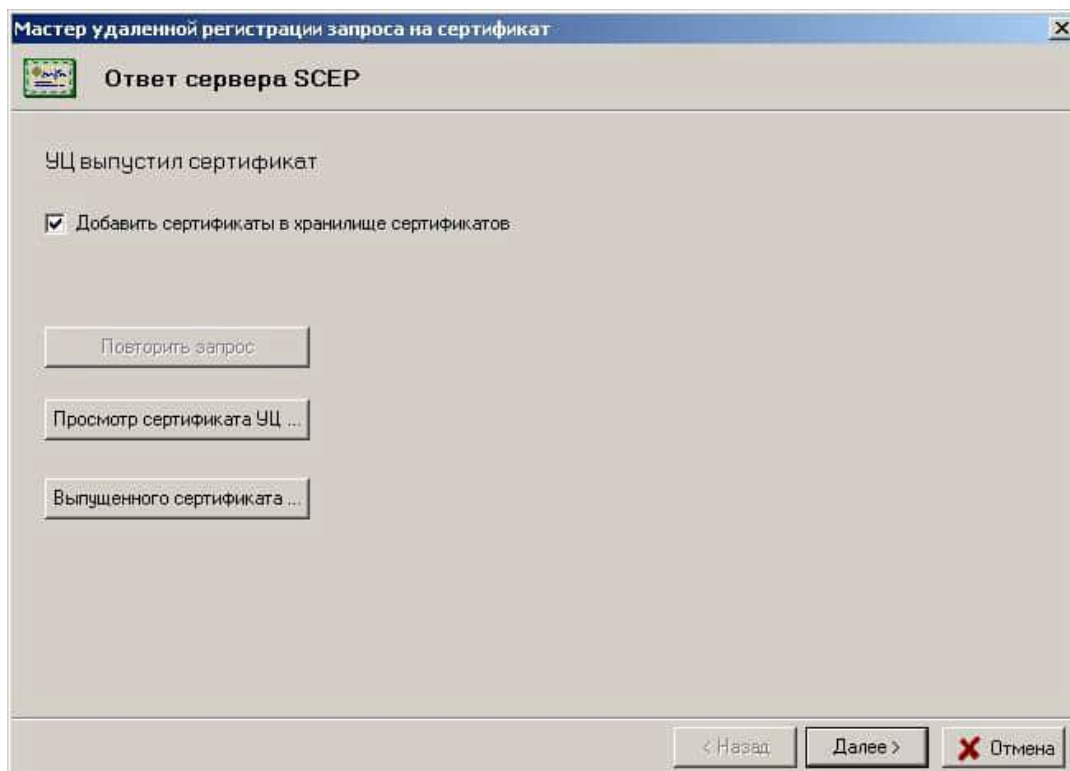 Мастер удаленной регистрации запроса на сертификат
Ответ сервера SCEP
УЦ выпустил сертификат
Добавить сертификаты в хранилище сертификатов
Повторить запрос
Просмотр сертификата УЦ ...
Выпущенного сертификата ...
< Назад Далее > Отмена